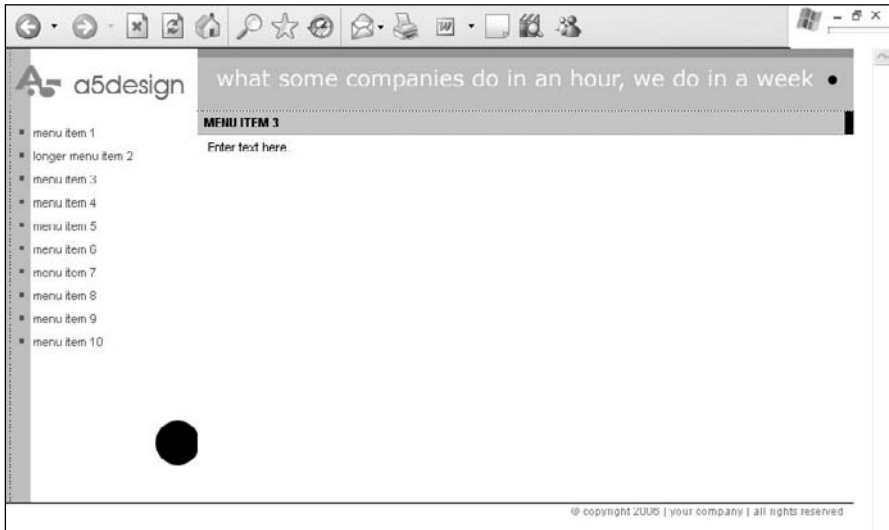 a5design
what some companies do in an hour, we do in a week
MENU ITEM 3
Enter text here.
menu item 1
longer menu item 2
menu item 3
menu item 4
menu item 5
menu item 6
menu item 7
menu item 8
menu item 9
menu item 10
© copyright 2006 | your company | all rights reserved